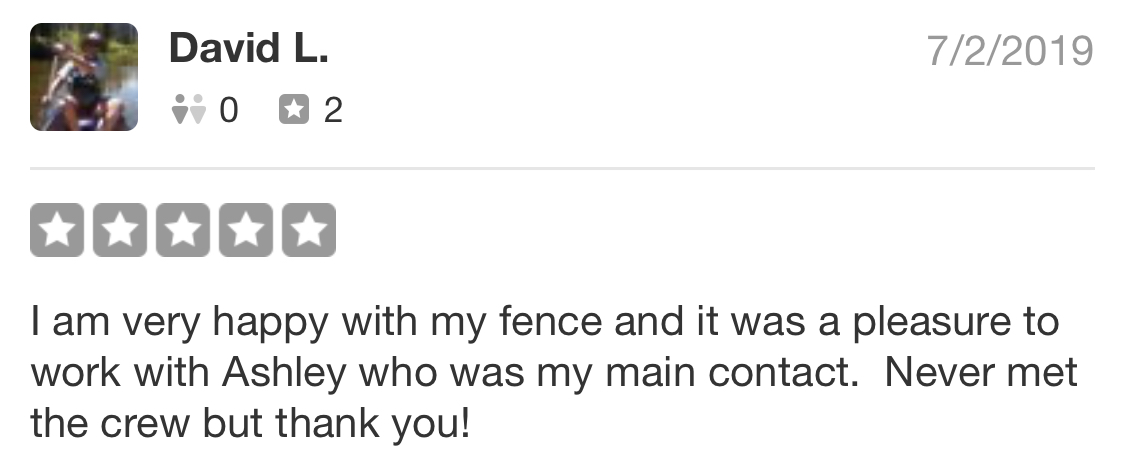 David L.
7/2/2019
0 2
I am very happy with my fence and it was a pleasure to
work with Ashley who was my main contact.  Never met
the crew but thank you!